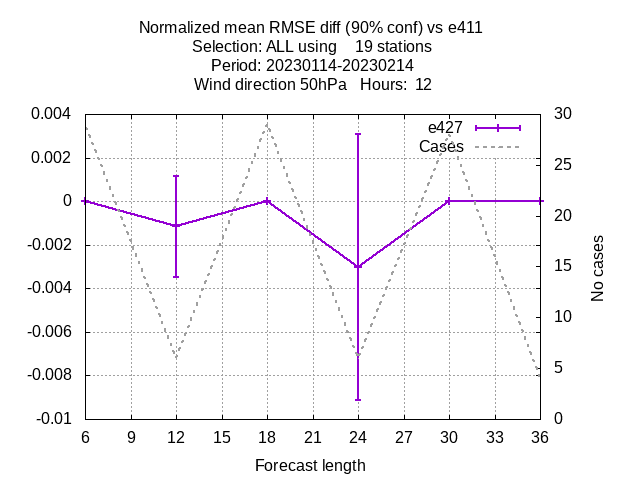 Normalized mean RMSE diff (90% conf) vs e411
Selection: ALL using    19 stations
Period: 20230114-20230214
Wind direction 50hPa   Hours:  12
e427
Cases
0.004
0.002
0
-0.002
-0.004
-0.006
-0.008
-0.01
30
25
20
15
10
5
0
No cases
6 9 12 15 18 21 24 27 30 33 36
Forecast length